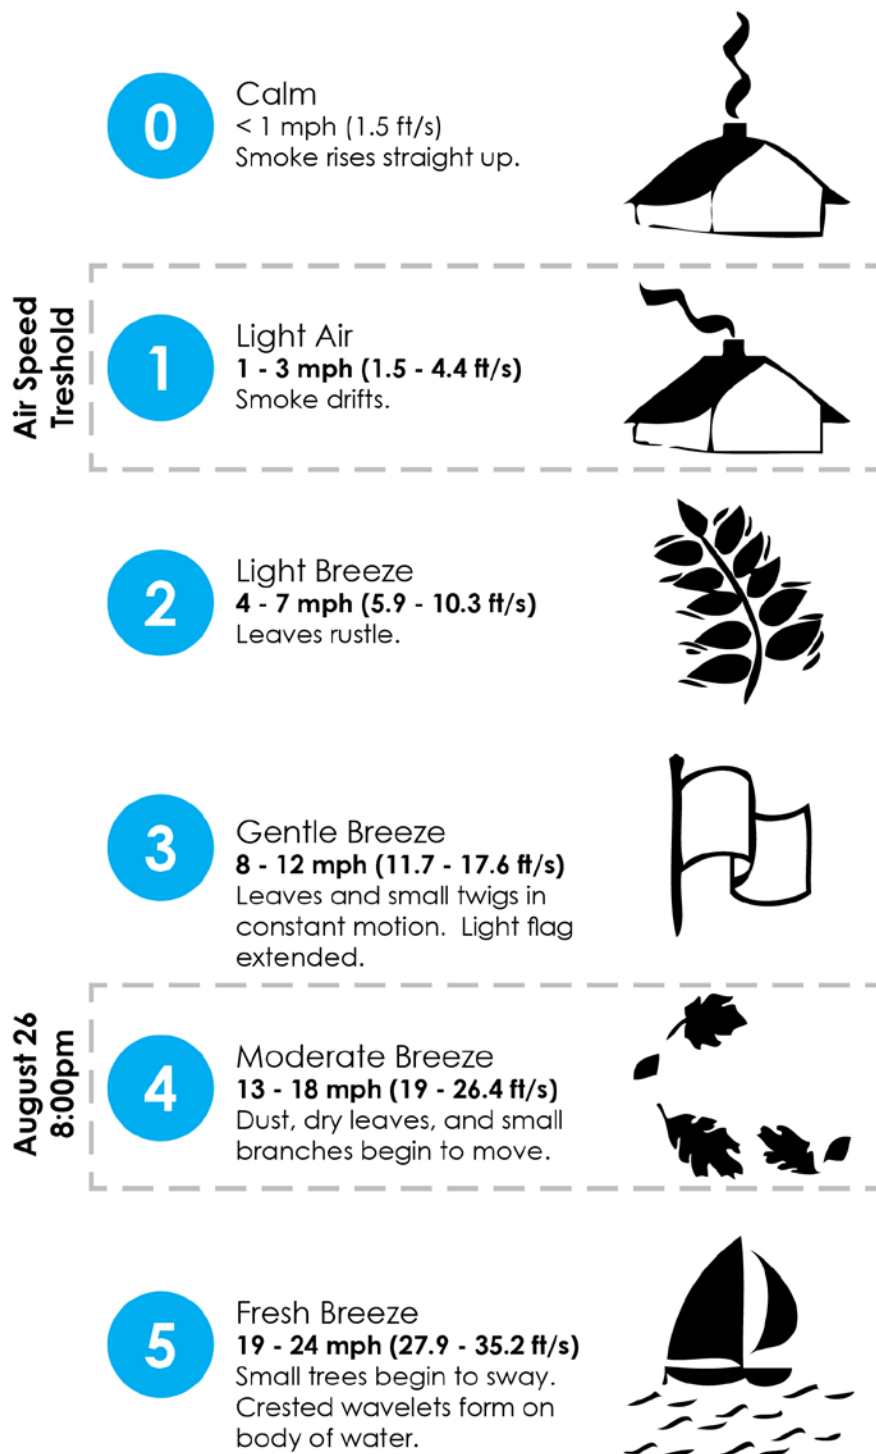 0
Calm
< 1 mph (1.5 ft/s)
Smoke rises straight up.
Air Speed
Treshold
1
Light Air
1 - 3 mph (1.5 - 4.4 ft/s)
Smoke drifts.
2
Light Breeze
4 - 7 mph (5.9 - 10.3 ft/s)
Leaves rustle.
3
Gentle Breeze
8 - 12 mph (11.7 - 17.6 ft/s)
Leaves and small twigs in
constant motion.  Light flag
extended.
August 26
8:00pm
4
Moderate Breeze
13 - 18 mph (19 - 26.4 ft/s)
Dust, dry leaves, and small
branches begin to move.
5
Fresh Breeze
19 - 24 mph (27.9 - 35.2 ft/s)
Small trees begin to sway.
Crested wavelets form on
body of water.